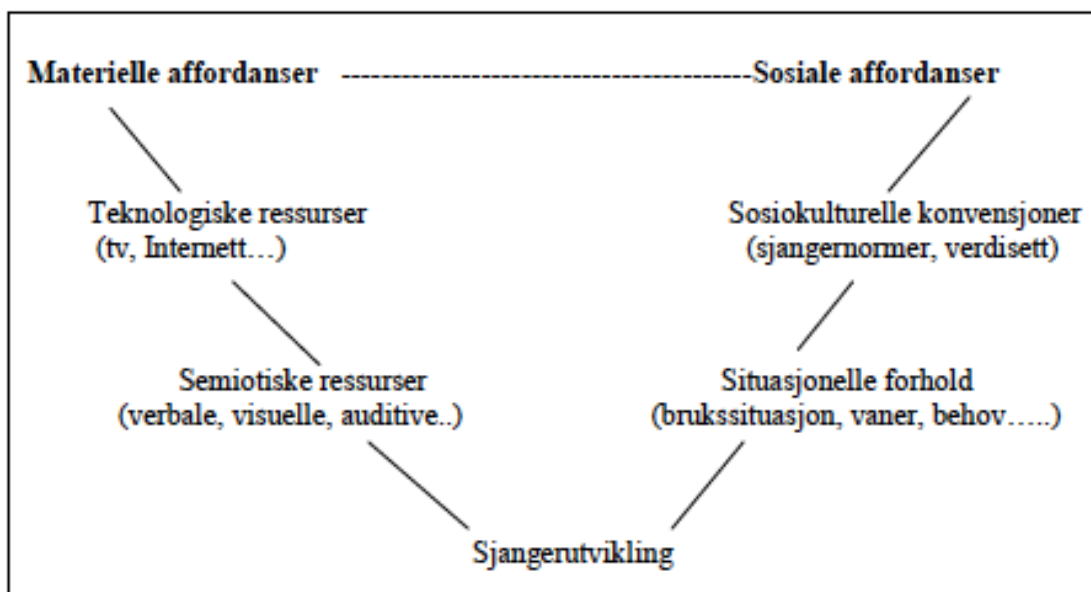 Materielle affordanser -----------------------------------------Sosiale affordanser
Teknologiske ressurser
(tv, Internett…)
Sosiokulturelle konvensjoner
(sjangernormer, verdisett)
Semiotiske ressurser
(verbale, visuelle, auditive..)
Situasjonelle forhold
(brukssituasjon, vaner, behov…..)
Sjangerutvikling